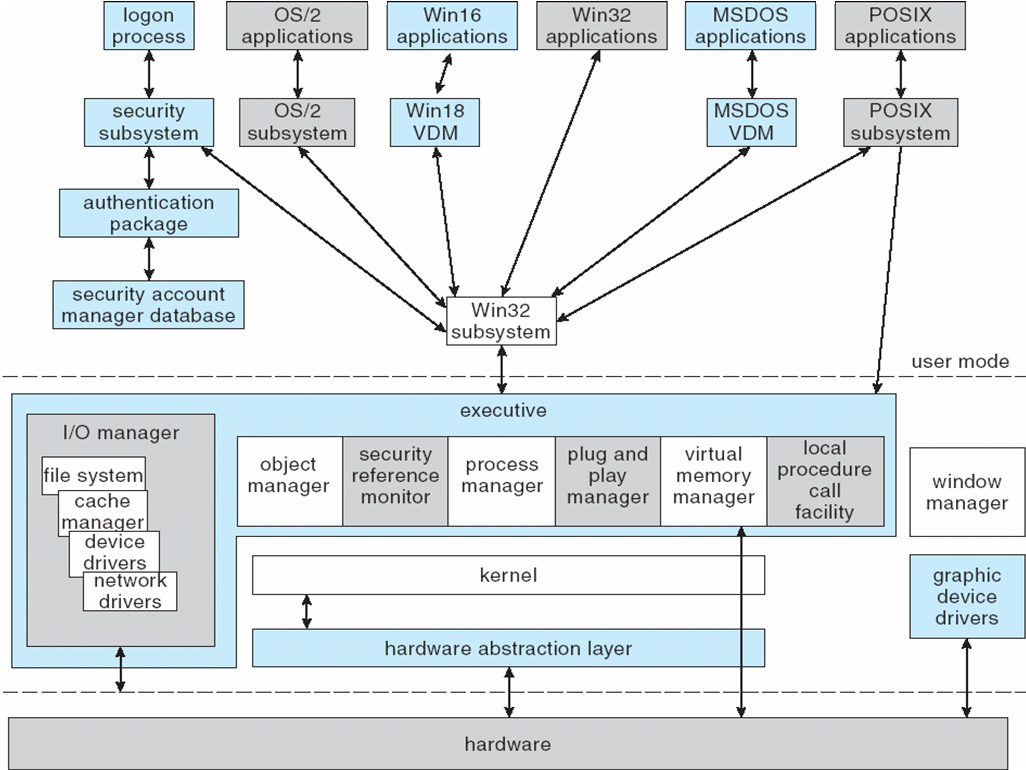 logon
process
OS/2
applications
Win16
applications
Win32
applications
MSDOS
applications
POSIX
applications
security
subsystem
OS/2
subsystem
Win18
VDM
MSDOS
VDM
POSIX
subsystem
authentication
package
security account
manager database
Win32
subsystem
user mode
executive
I/O manager
file system
cache
manager
device
drivers
network
drivers
object
manager
security
reference
monitor
process
manager
plug and
play
manager
virtual
memory
manager
local
procedure
call
facility
window
manager
kernel
graphic
device
drivers
hardware abstraction layer
hardware